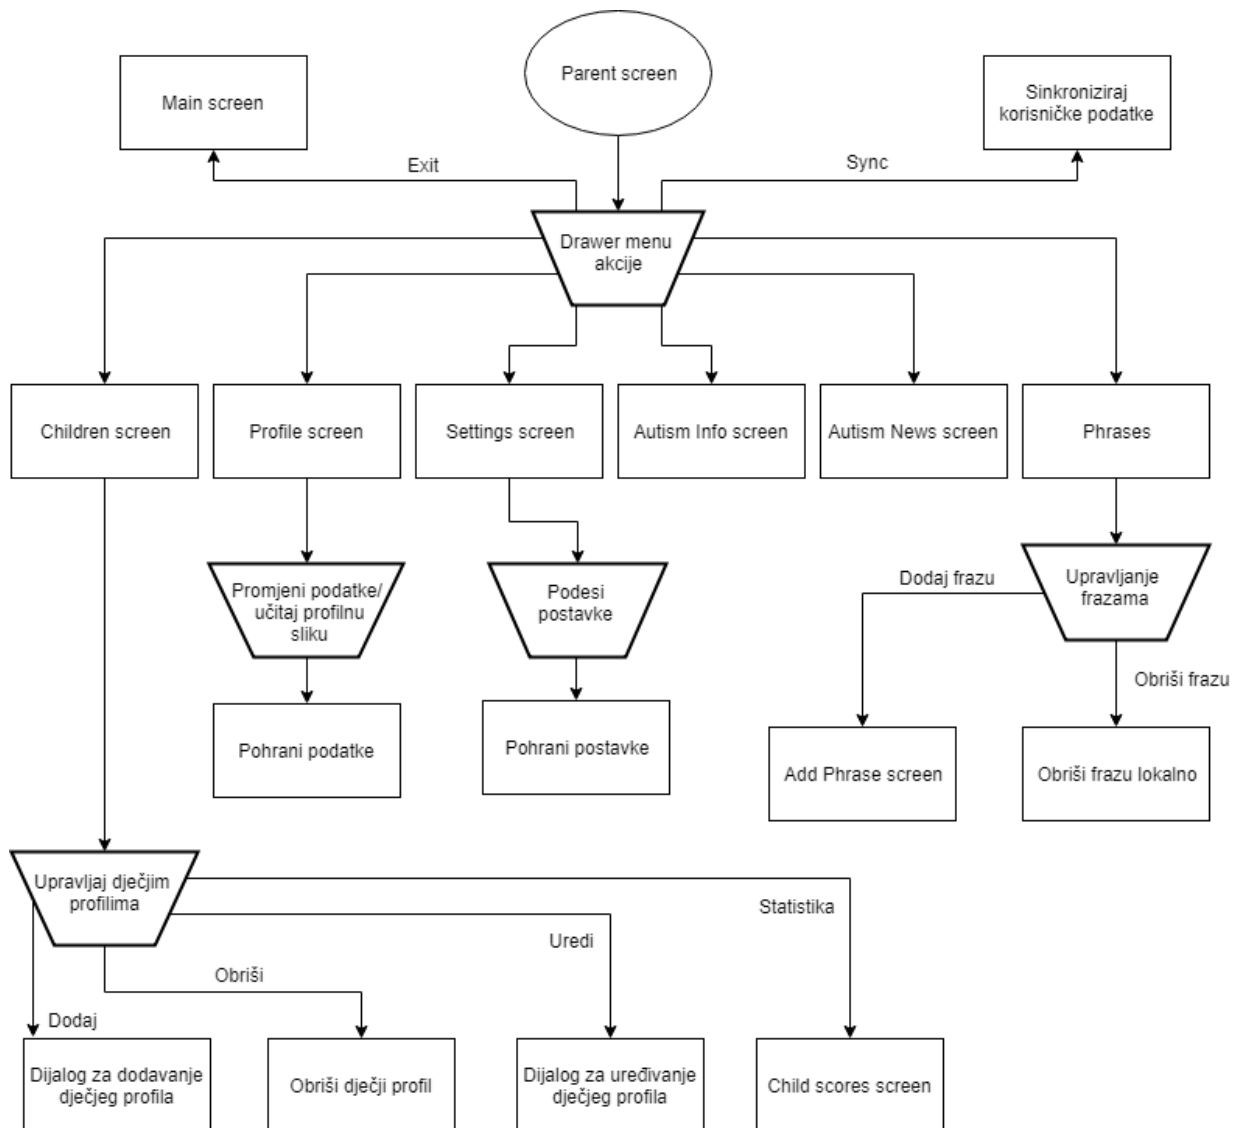 Parent screen
Main screen
Sinkroniziraj
korisničke podatke
Exit
Sync
Drawer menu
akcije
Children screen
Profile screen
Settings screen
Autism Info screen
Autism News screen
Phrases
Promjeni podatke/
učitaj profilnu
sliku
Podesi
postavke
Dodaj frazu
Upravljanje
frazama
Obriši frazu
Pohrani podatke
Pohrani postavke
Add Phrase screen
Obriši frazu lokalno
Upravljaj dječjim
profilima
Statistika
Uredi
Obriši
Dodaj
Dijalog za dodavanje
dječjeg profila
Obriši dječji profil
Dijalog za uređivanje
dječjeg profila
Child scores screen